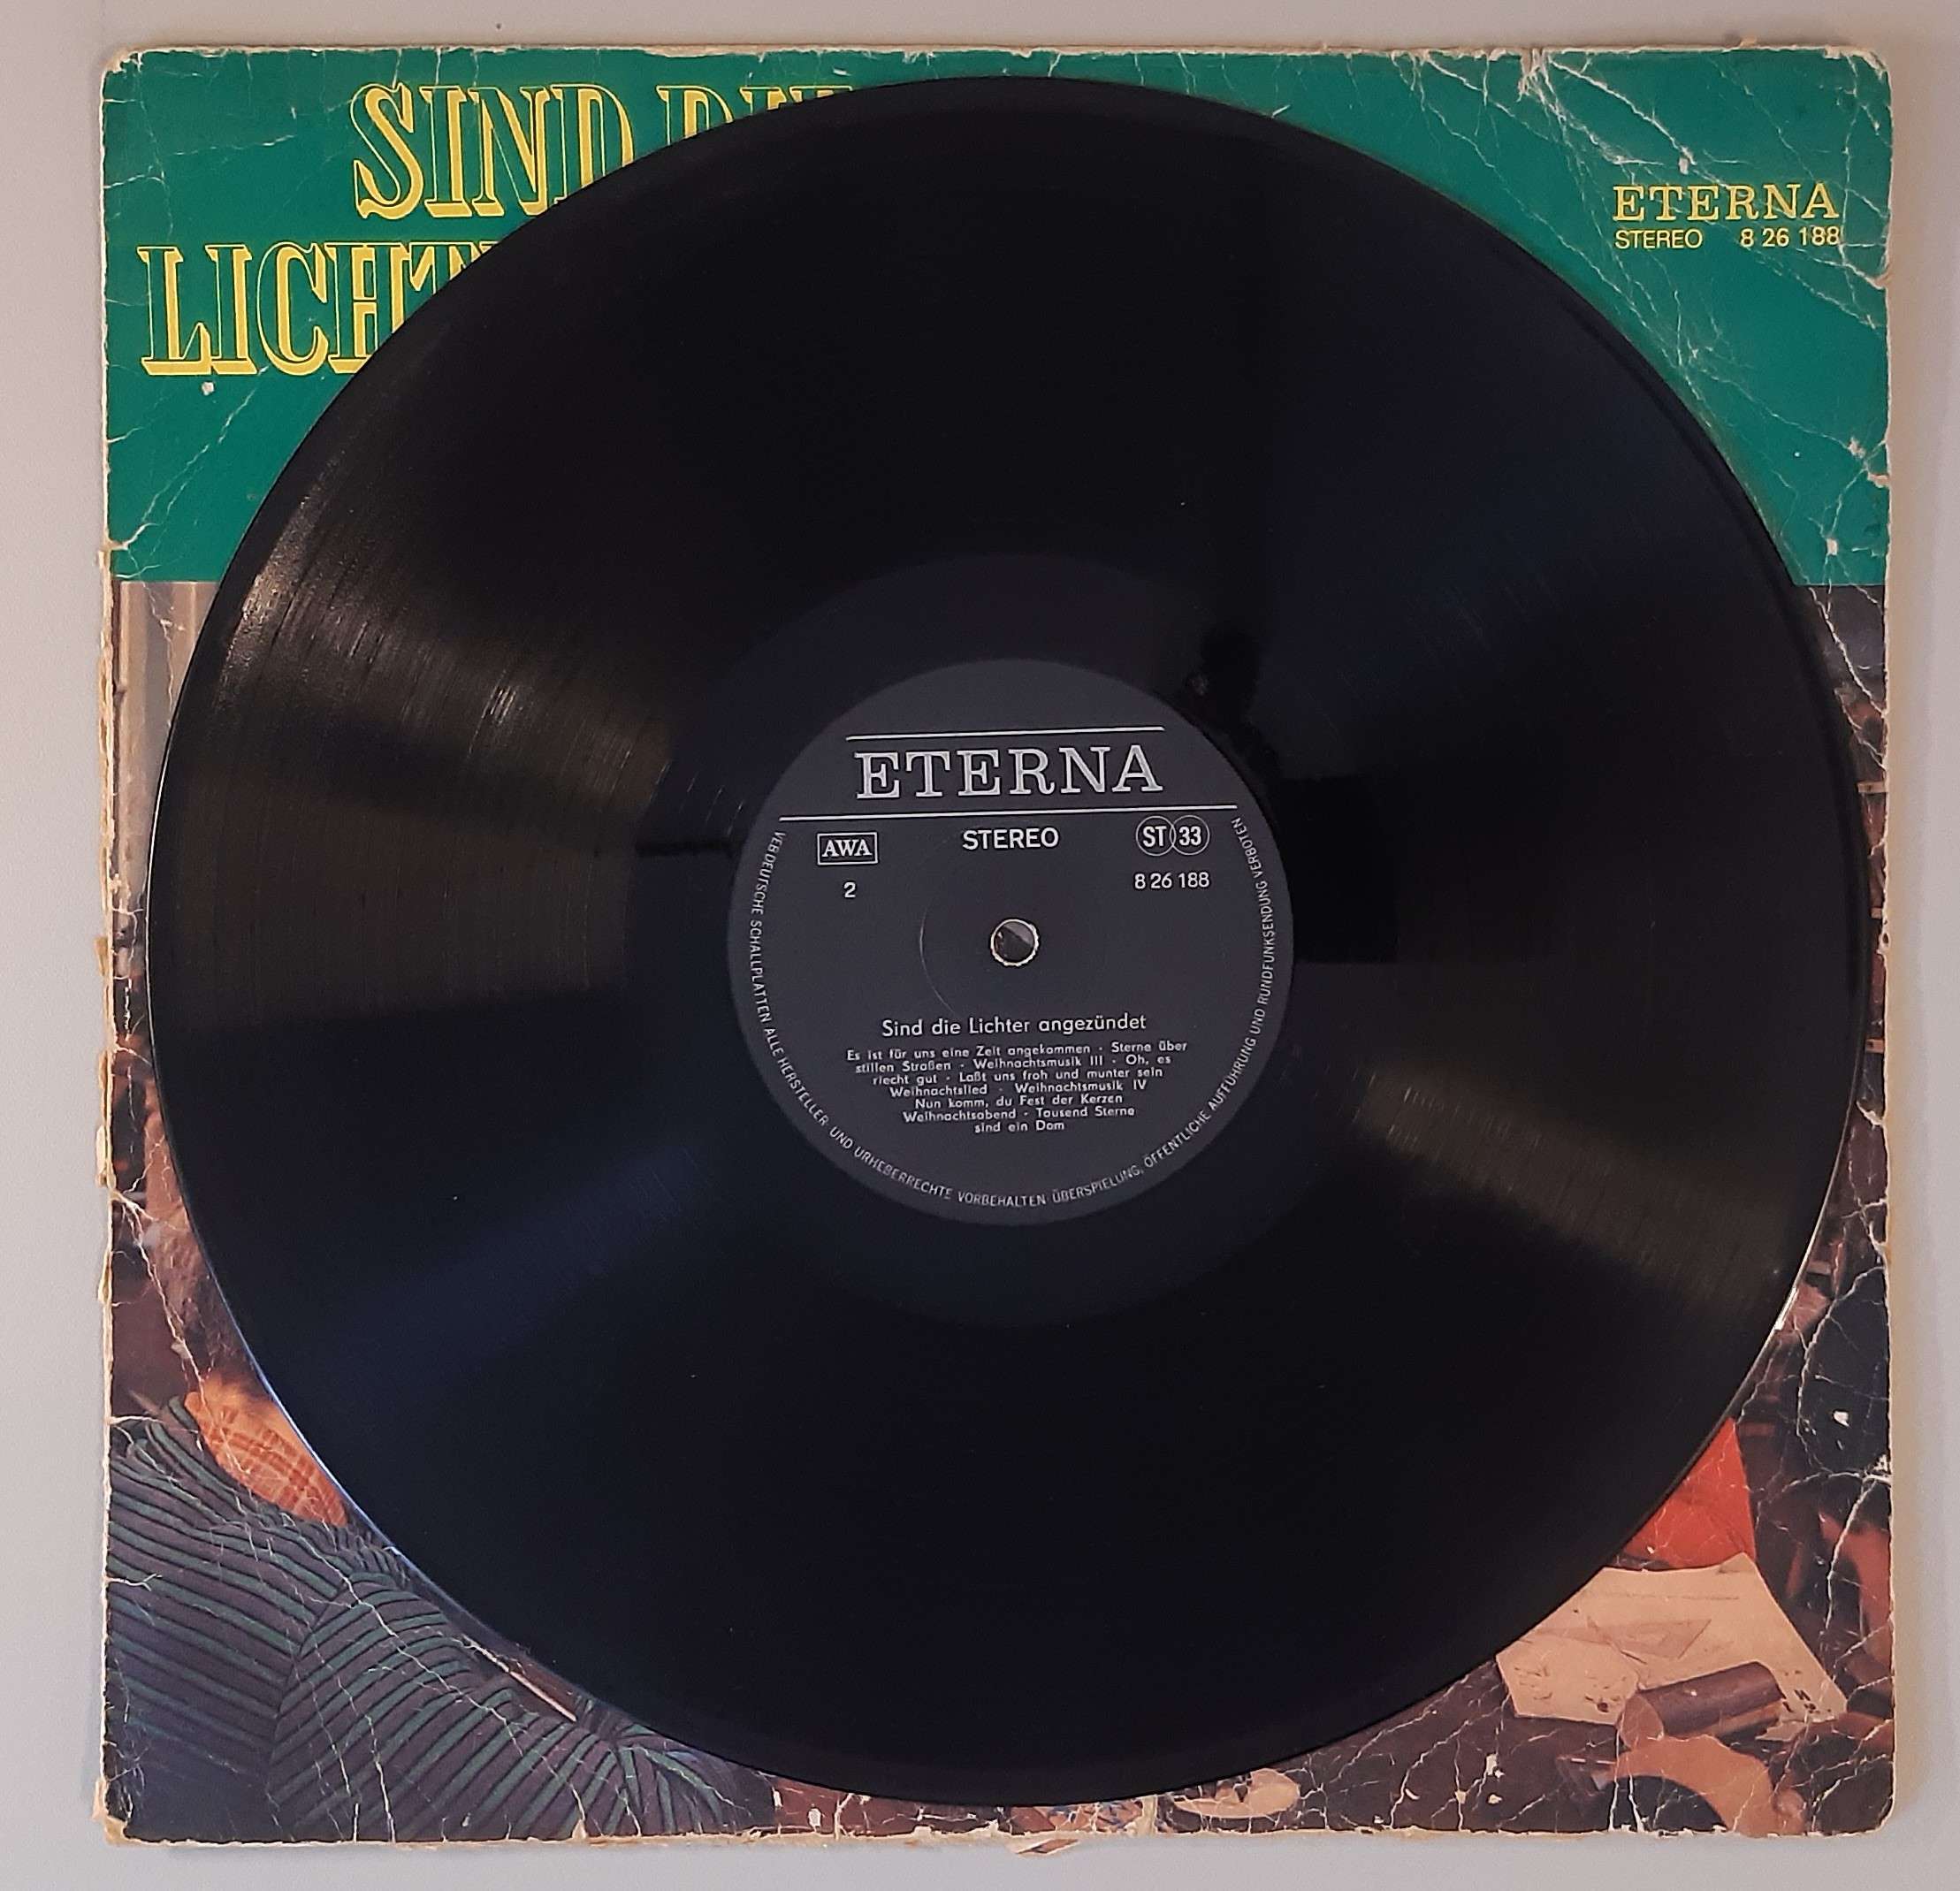 SIND DIE
LICHT
ETERNA
STEREO 8 26 188
ETERNA
AWA STEREO ST 33
2 8 26 188
Sind die Lichter angezündet
Es ist für uns eine Zeit angekommen · Sterne über
stillen Straßen · Weihnachtsmusik III · Oh, es
riecht gut · Laßt uns froh und munter sein
Weihnachtslied · Weihnachtsmusik IV
Nun komm, du Fest der Kerzen
Weihnachtsabend · Tausend Sterne
sind ein Dom
VEB DEUTSCHE SCHALLPLATTEN ALLE HERSTELLER- UND URHEBERRECHTE VORBEHALTEN · ÜBERSPIELUNG, ÖFFENTLICHE AUFFÜHRUNG UND RUNDFUNKSENDUNG VERBOTEN